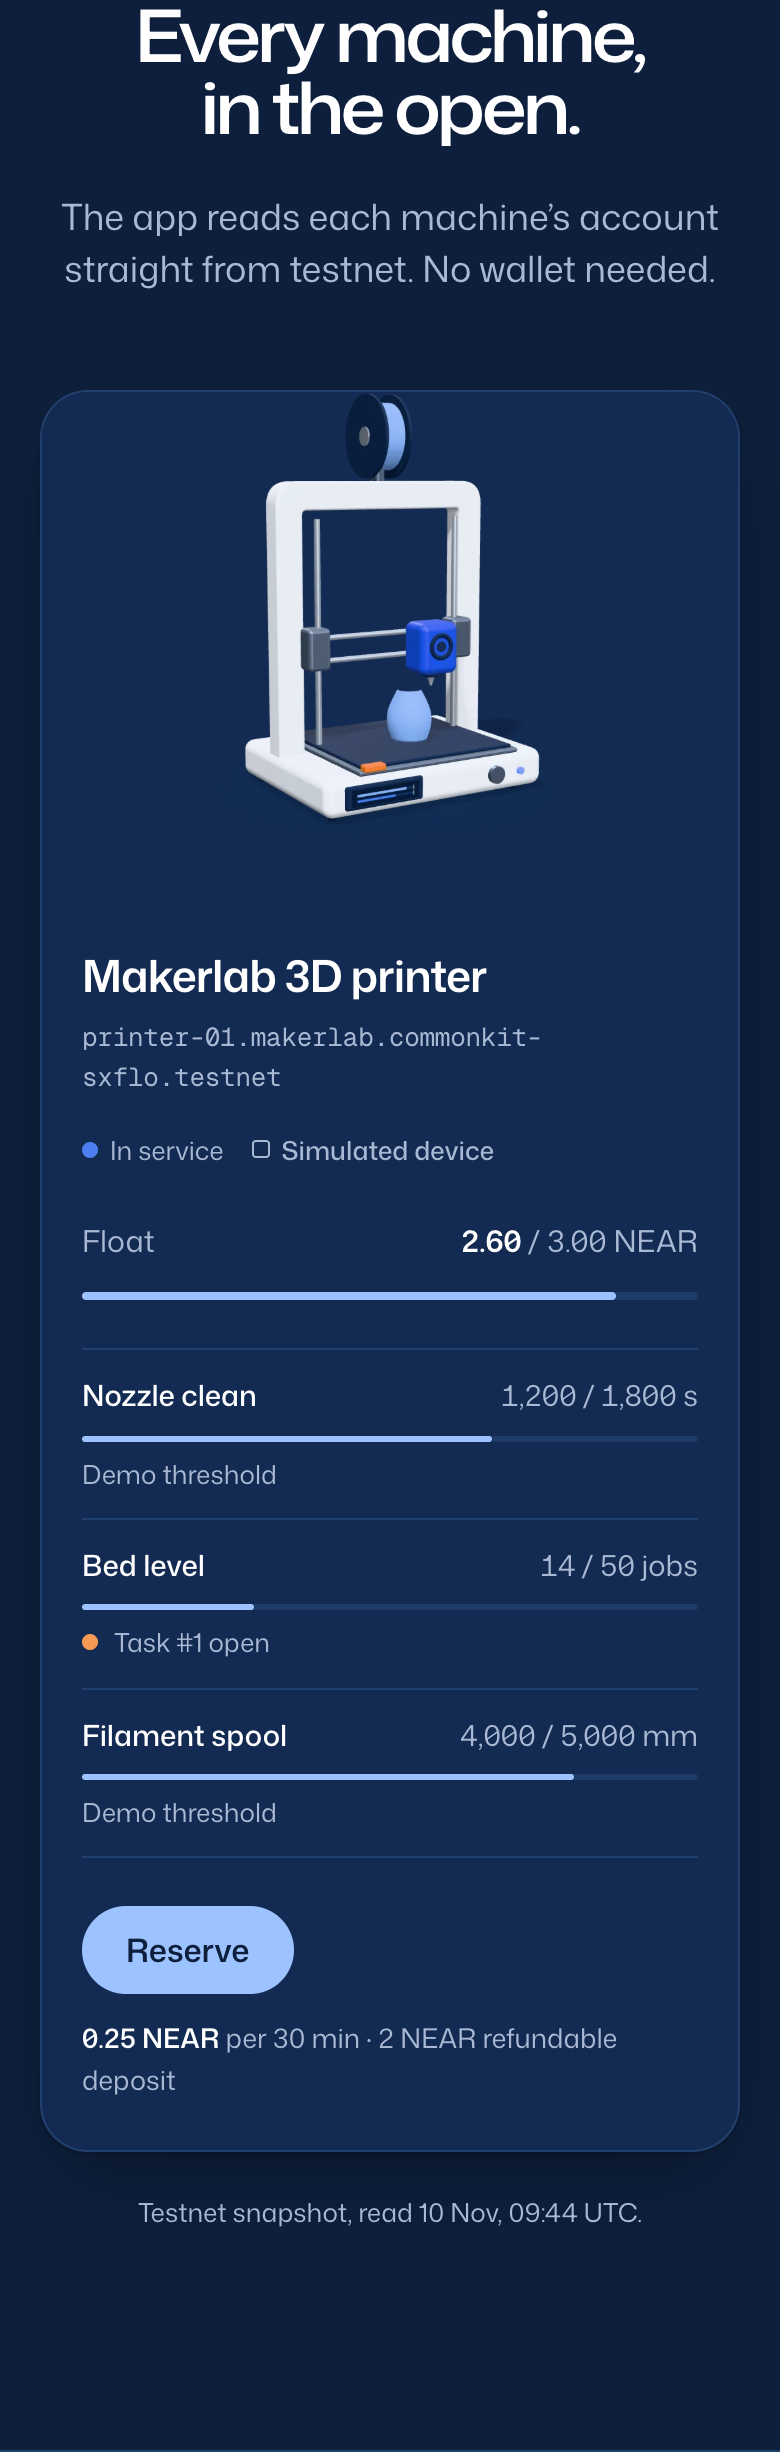 Every machine,
in the open.
The app reads each machine’s account
straight from testnet. No wallet needed.
Makerlab 3D printer
printer-01.makerlab.commonkit-
sxflo.testnet
In service Simulated device
Float 2.60 / 3.00 NEAR
Nozzle clean 1,200 / 1,800 s
Demo threshold
Bed level 14 / 50 jobs
Task #1 open
Filament spool 4,000 / 5,000 mm
Demo threshold
Reserve
0.25 NEAR per 30 min · 2 NEAR refundable
deposit
Testnet snapshot, read 10 Nov, 09:44 UTC.